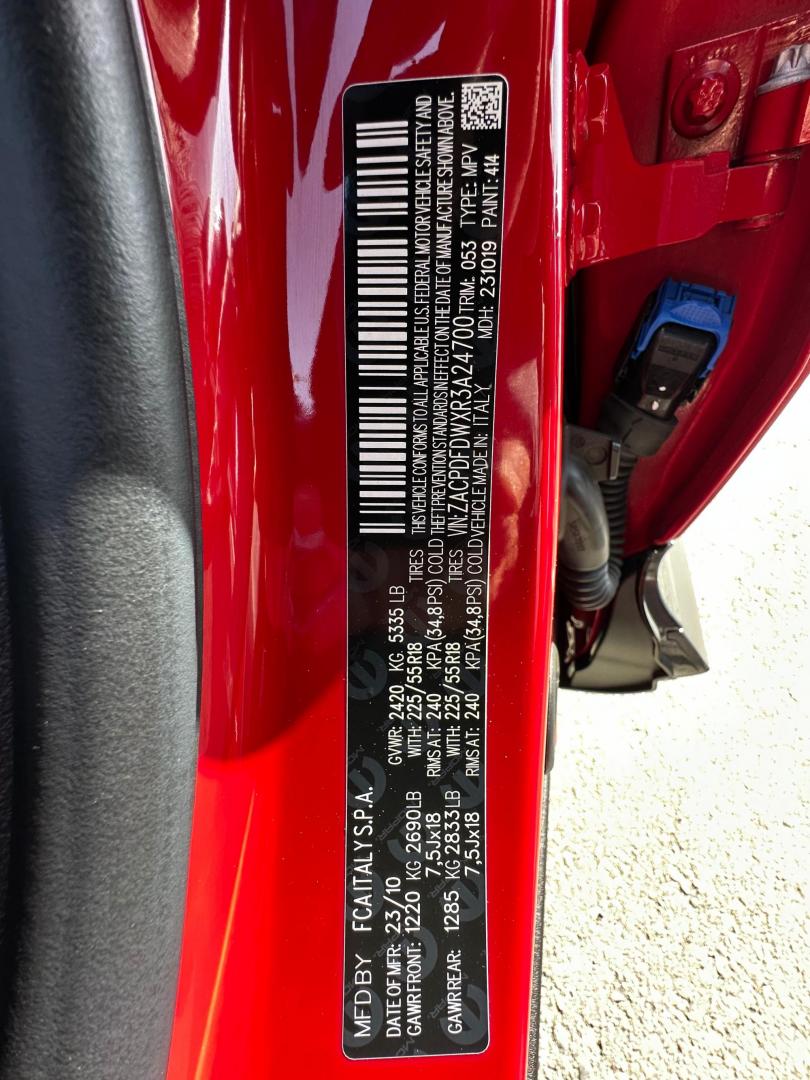 MFD BY FCA ITALY S.P.A.
DATE OF MFR: 23/10 GVWR: 2420 KG 5335 LB
GAWR FRONT: 1220 KG 2690 LB WITH: 225/55R18 TIRES
7,5Jx18 RIMS AT: 240 KPA(34,8PSI) COLD
GAWR REAR: 1285 KG 2833 LB WITH: 225/55R18 TIRES
7,5Jx18 RIMS AT: 240 KPA(34,8PSI) COLD
THIS VEHICLE CONFORMS TO ALL APPLICABLE U.S. FEDERAL MOTOR VEHICLE SAFETY AND
THEFT PREVENTION STANDARDS IN EFFECT ON THE DATE OF MANUFACTURE SHOWN ABOVE.
VIN: ZACPDFDWXR3A24700 TRIM: 053 TYPE: MPV
VEHICLE MADE IN: ITALY MDH: 231019 PAINT: 414
MOPAR